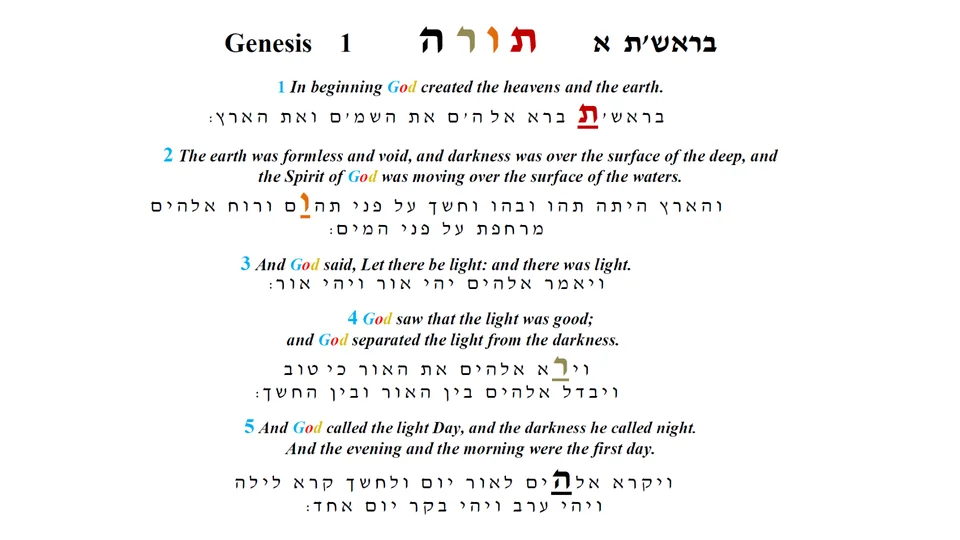 Genesis 1 תורה בראש'ת א
1 In beginning God created the heavens and the earth.
בראש'ת ברא אלה'ם את השמ'ם ואת הארץ:
2 The earth was formless and void, and darkness was over the surface of the deep, and
the Spirit of God was moving over the surface of the waters.
והארץ היתה תהו ובהו וחשך על פני תהום ורוח אלהים
מרחפת על פני המים:
3 And God said, Let there be light: and there was light.
ויאמר אלהים יהי אור ויהי אור:
4 God saw that the light was good;
and God separated the light from the darkness.
וירא אלהים את האור כי טוב
ויבדל אלהים בין האור ובין החשך:
5 And God called the light Day, and the darkness he called night.
And the evening and the morning were the first day.
ויקרא אלהים לאור יום ולחשך קרא לילה
ויהי ערב ויהי בקר יום אחד: